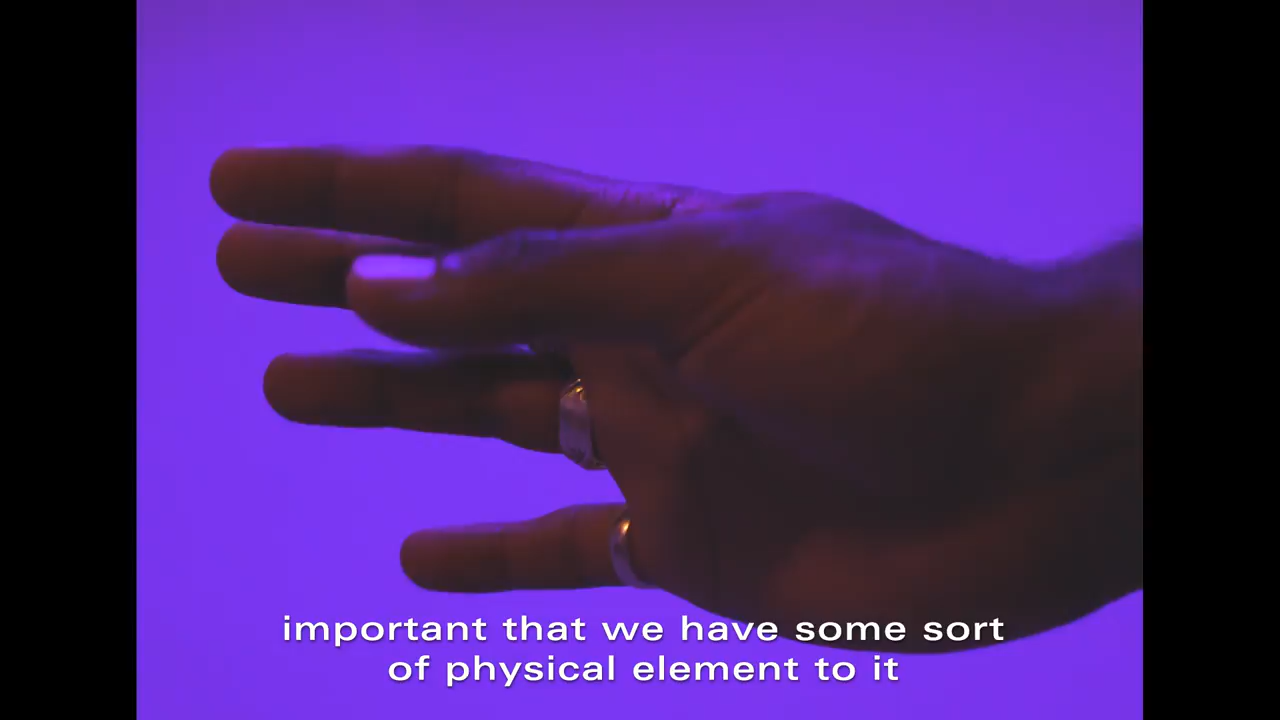 important that we have some sort
of physical element to it